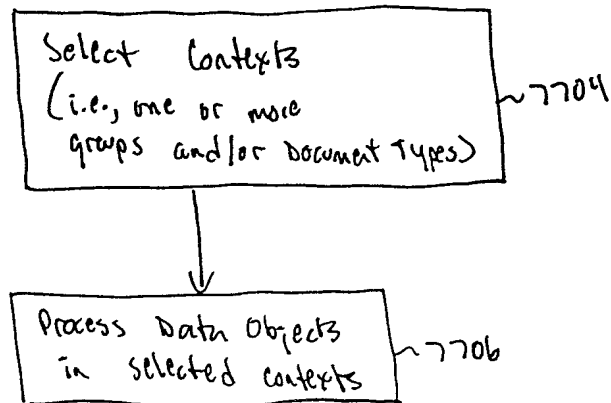 Select Contexts
(i.e., one or more
groups and/or Document Types)
7704
Process Data Objects
in selected contexts
7706